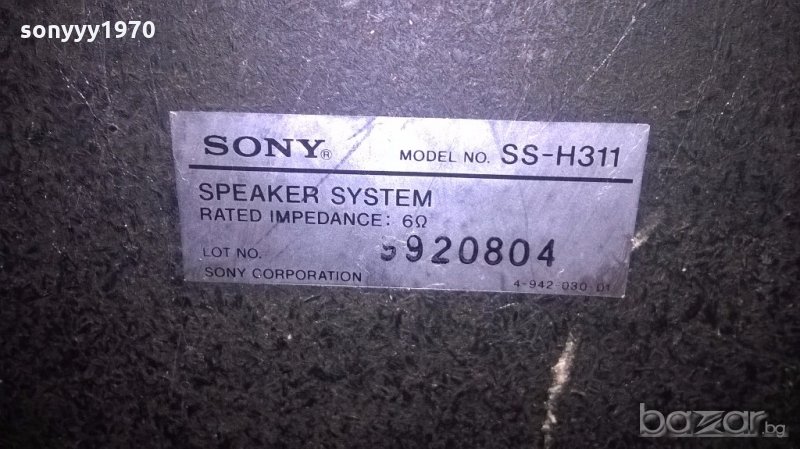 sonyyy1970
SONY® MODEL NO. SS-H311
SPEAKER SYSTEM
RATED IMPEDANCE: 6Ω
LOT NO. 9920804
SONY CORPORATION 4-942-030-01
bazar.bg